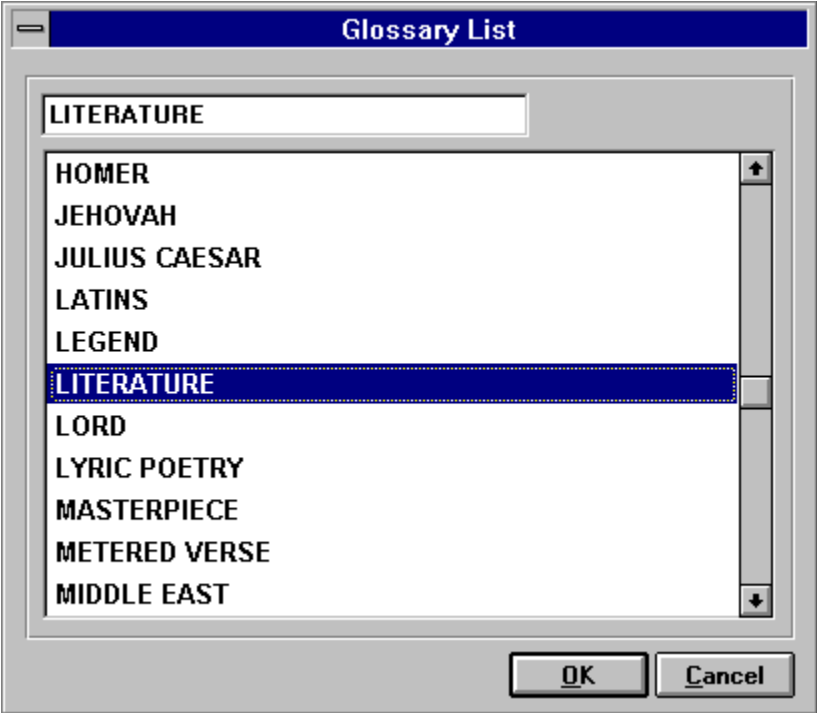 Glossary List
LITERATURE
HOMER
JEHOVAH
JULIUS CAESAR
LATINS
LEGEND
LITERATURE
LORD
LYRIC POETRY
MASTERPIECE
METERED VERSE
MIDDLE EAST
OK Cancel